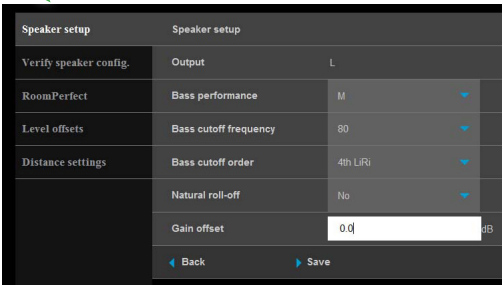 Speaker setup
Speaker setup
Verify speaker config.
Output L
RoomPerfect
Bass performance M
Level offsets
Bass cutoff frequency 80
Distance settings
Bass cutoff order 4th LiRi
Natural roll-off No
Gain offset 0.0 dB
Back Save